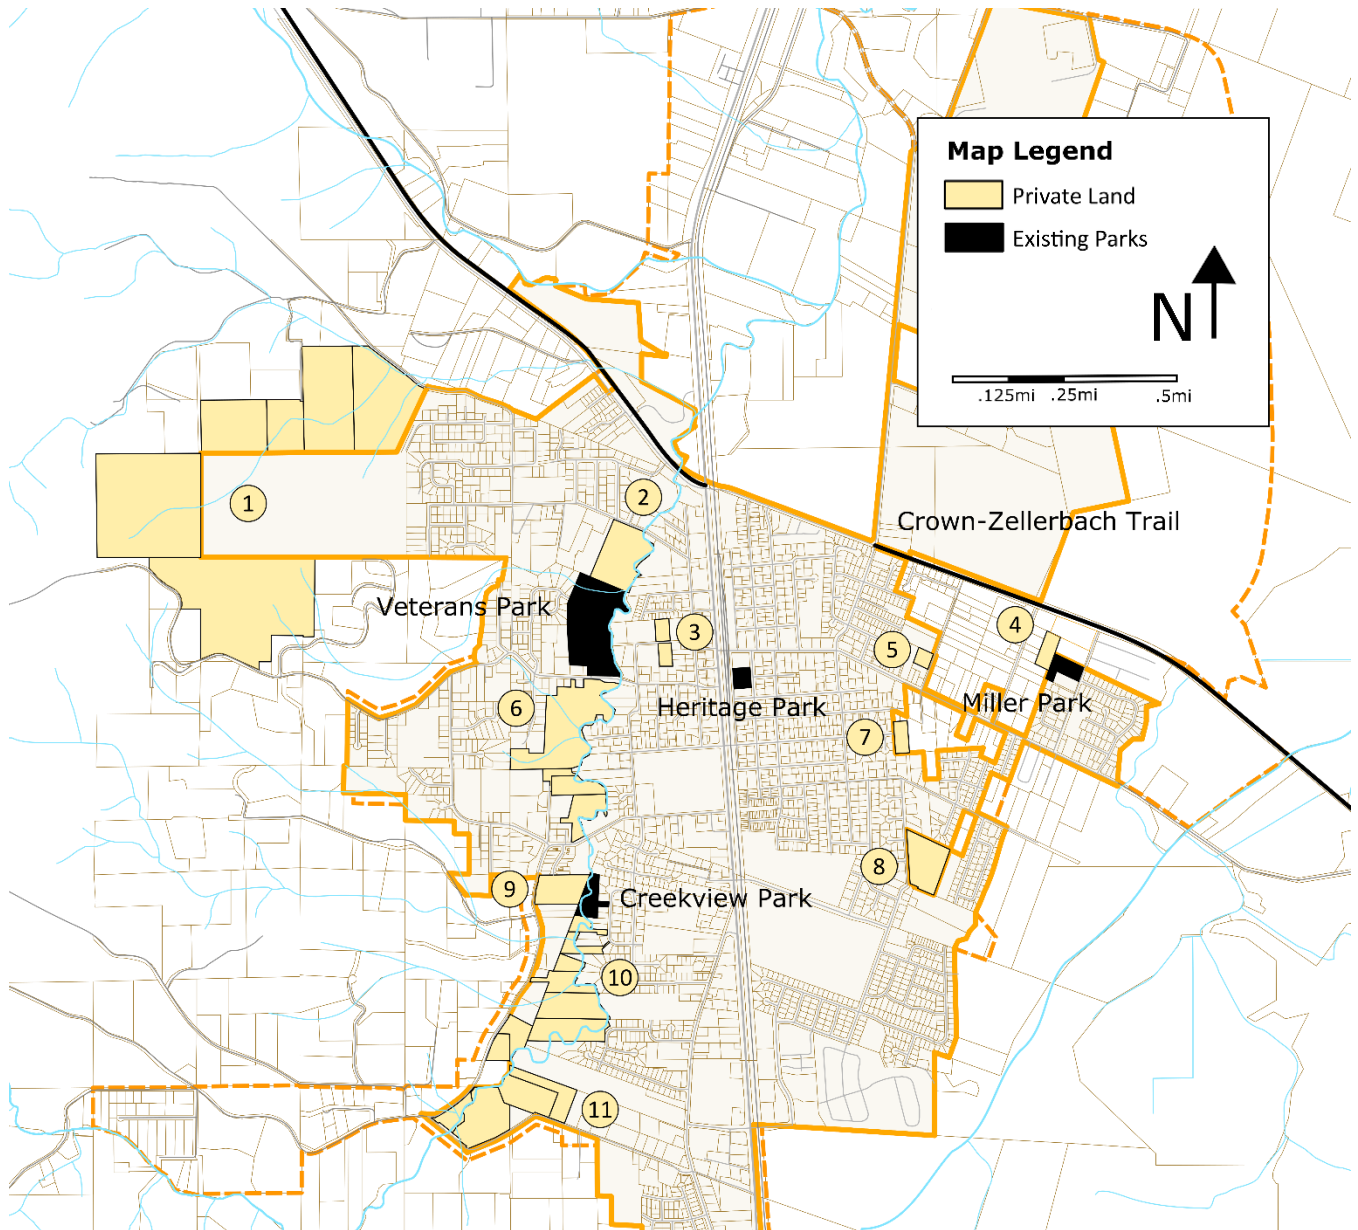 Map Legend
Private Land
Existing Parks
N
.125mi .25mi .5mi
1
2
Crown-Zellerbach Trail
Veterans Park
3
4
5
6
Heritage Park
Miller Park
7
8
9
Creekview Park
10
11